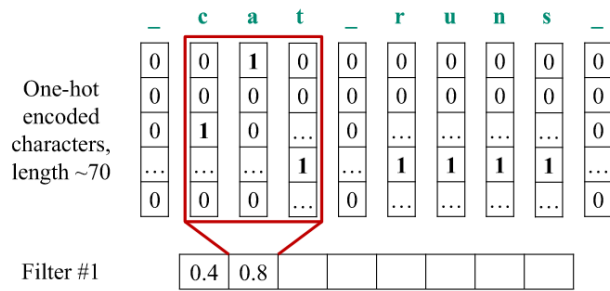 _ c a t _ r u n s _
0 0 1 0 0 0 0 0 0 0
0 0 0 0 0 0 0 0 0 0
0 1 0 ... 0 ... ... ... ... 0
... ... ... 1 ... 1 1 1 1 ...
0 0 0 ... 0 ... ... ... ... 0
One-hot
encoded
characters,
length ~70
Filter #1 0.4 0.8